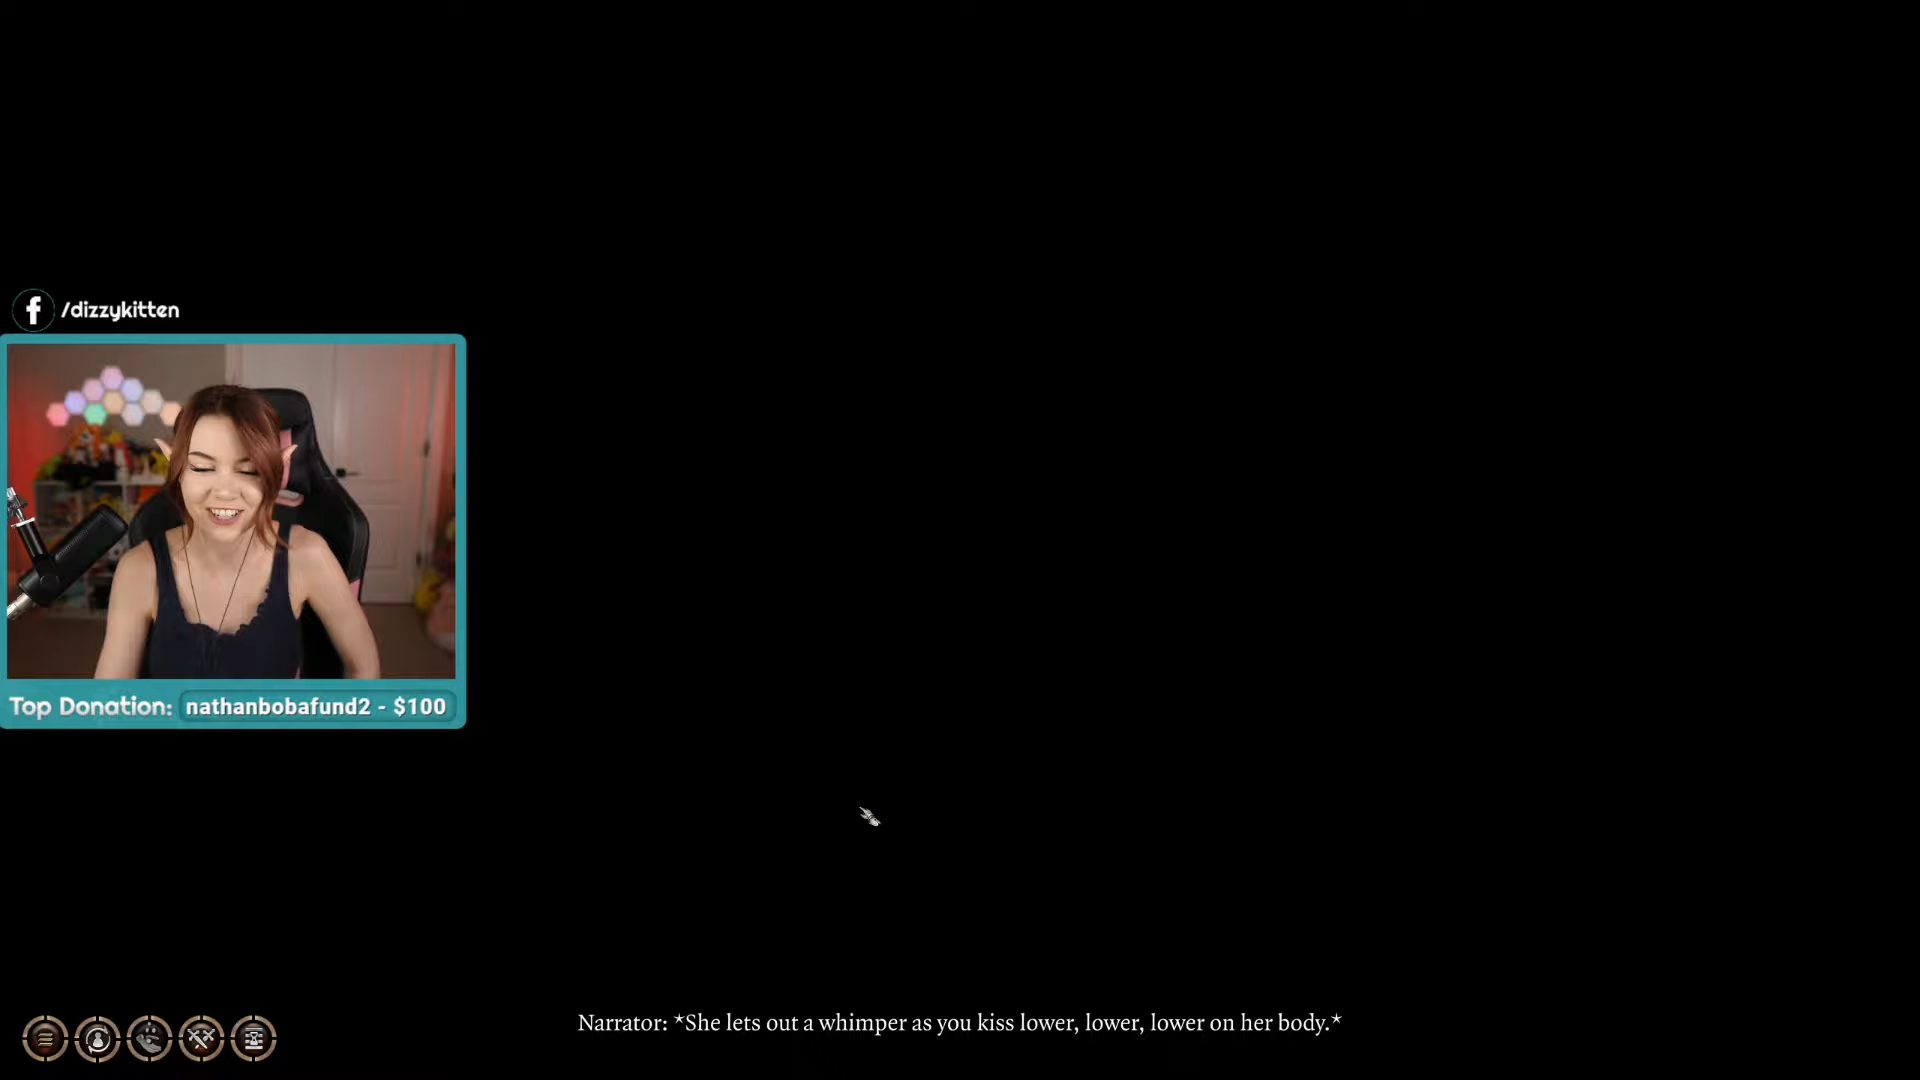 /dizzykitten
Top Donation: nathanbobafund2 - $100
Narrator: *She lets out a whimper as you kiss lower, lower, lower on her body.*